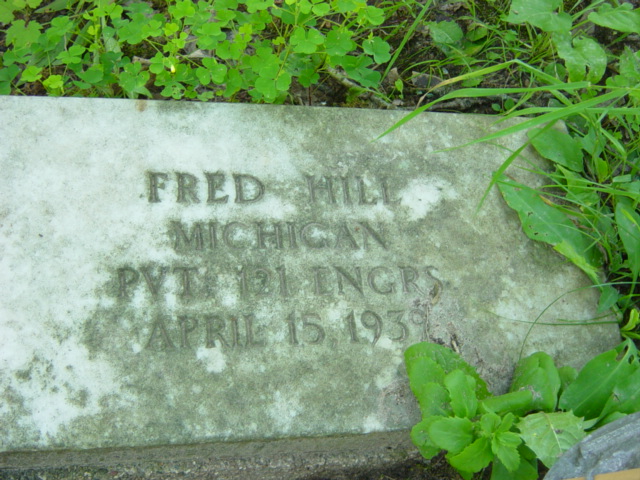 FRED HILL
MICHIGAN
PVT. 121 ENGRS.
APRIL 15, 1939